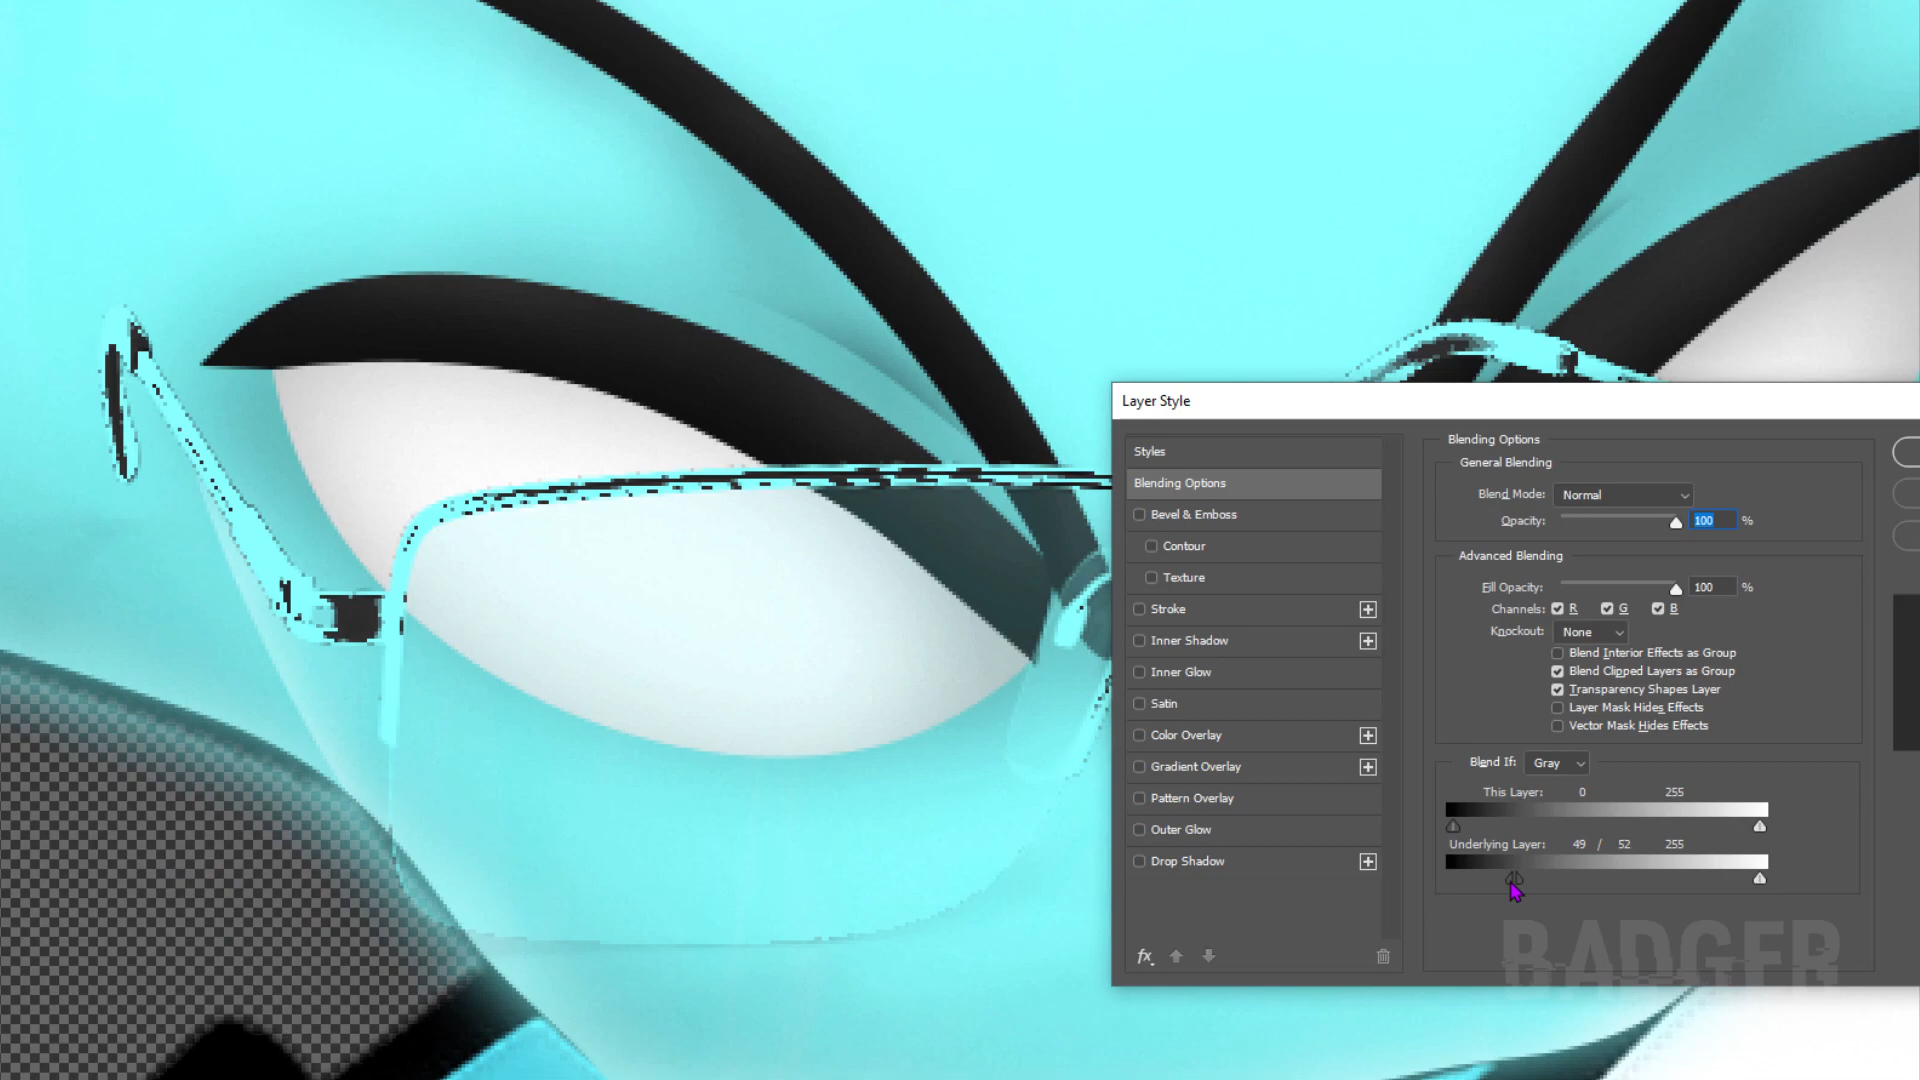 Layer Style
Styles
Blending Options
Bevel & Emboss
Contour
Texture
Stroke
Inner Shadow
Inner Glow
Satin
Color Overlay
Gradient Overlay
Pattern Overlay
Outer Glow
Drop Shadow
fx
Blending Options
General Blending
Blend Mode: Normal
Opacity: 100 %
Advanced Blending
Fill Opacity: 100 %
Channels: R G B
Knockout: None
Blend Interior Effects as Group
Blend Clipped Layers as Group
Transparency Shapes Layer
Layer Mask Hides Effects
Vector Mask Hides Effects
Blend If: Gray
This Layer: 0 255
Underlying Layer: 49 / 52 255
BADGER